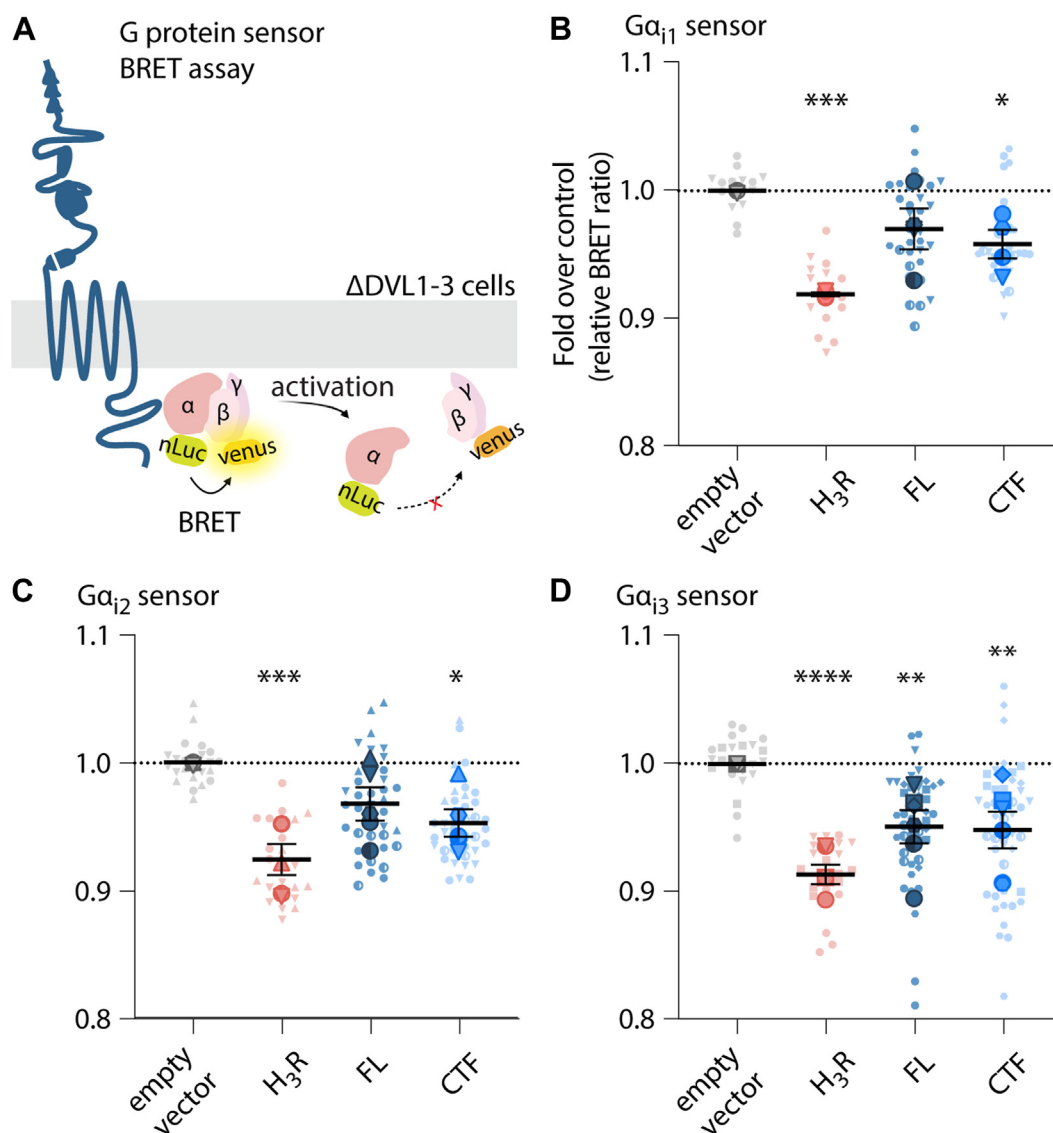 A
G protein sensor
BRET assay
ΔDVL1-3 cells
α
β
γ
nLuc
venus
BRET
activation
α
nLuc
x
γ
β
venus
B
Gαi1 sensor
Fold over control
(relative BRET ratio)
1.1
1.0
0.9
0.8
***
*
empty
vector
H3R
FL
CTF
C
Gαi2 sensor
1.1
1.0
0.9
0.8
***
*
empty
vector
H3R
FL
CTF
D
Gαi3 sensor
1.1
1.0
0.9
0.8
****
**
**
empty
vector
H3R
FL
CTF